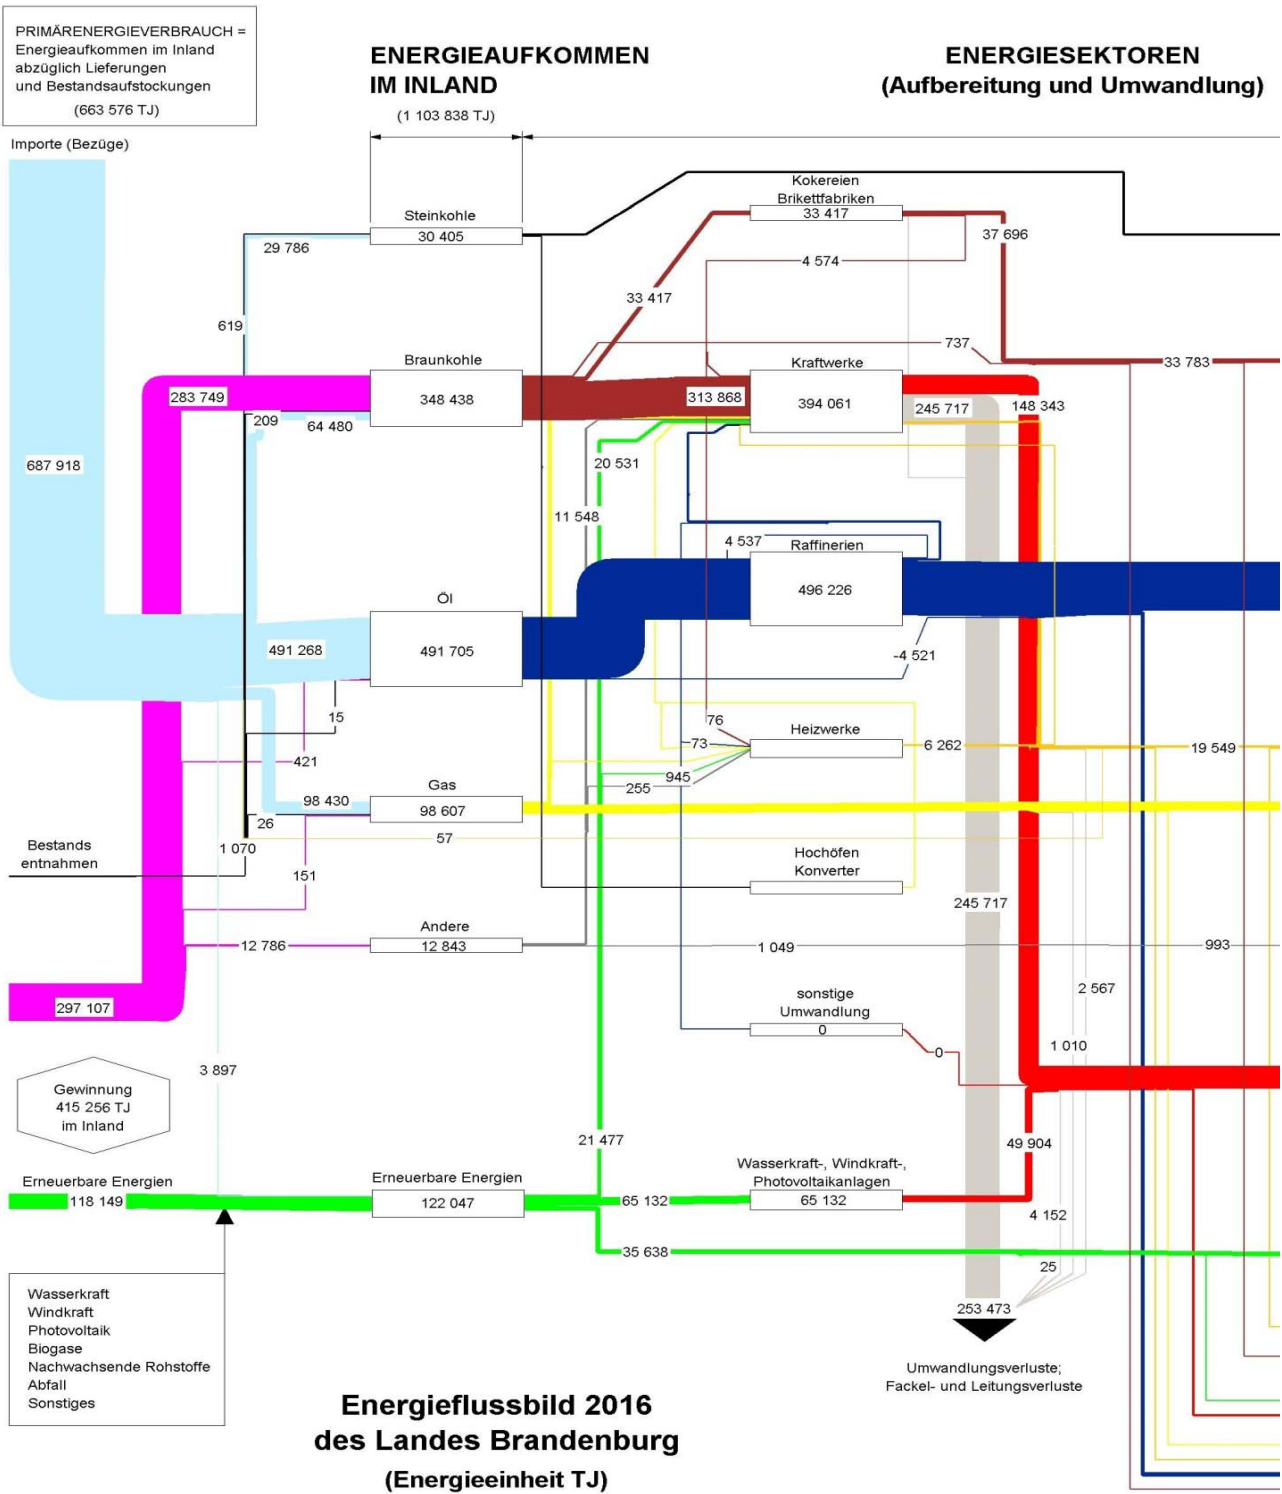 PRIMÄRENERGIEVERBRAUCH =
Energieaufkommen im Inland
abzüglich Lieferungen
und Bestandsaufstockungen
(663 576 TJ)
ENERGIEAUFKOMMEN
IM INLAND
(1 103 838 TJ)
ENERGIESEKTOREN
(Aufbereitung und Umwandlung)
Importe (Bezüge)
Kokereien
Brikettfabriken
33 417
Steinkohle
30 405
29 786
37 696
4 574
33 417
619
737
Braunkohle
Kraftwerke
33 783
283 749
348 438
313 868
394 061
245 717
148 343
209
64 480
687 918
20 531
11 548
4 537
Raffinerien
496 226
Öl
491 268
491 705
-4 521
15
76
Heizwerke
73
6 262
19 549
421
945
255
Gas
98 430
98 607
26
57
Bestands
entnahmen
1 070
151
Hochöfen
Konverter
245 717
Andere
12 786
12 843
1 049
993
2 567
297 107
sonstige
Umwandlung
0
0
1 010
3 897
Gewinnung
415 256 TJ
im Inland
21 477
49 904
Erneuerbare Energien
118 149
Erneuerbare Energien
122 047
65 132
Wasserkraft-, Windkraft-,
Photovoltaikanlagen
65 132
4 152
35 638
25
253 473
Wasserkraft
Windkraft
Photovoltaik
Biogase
Nachwachsende Rohstoffe
Abfall
Sonstiges
Umwandlungsverluste;
Fackel- und Leitungsverluste
Energieflussbild 2016
des Landes Brandenburg
(Energieeinheit TJ)